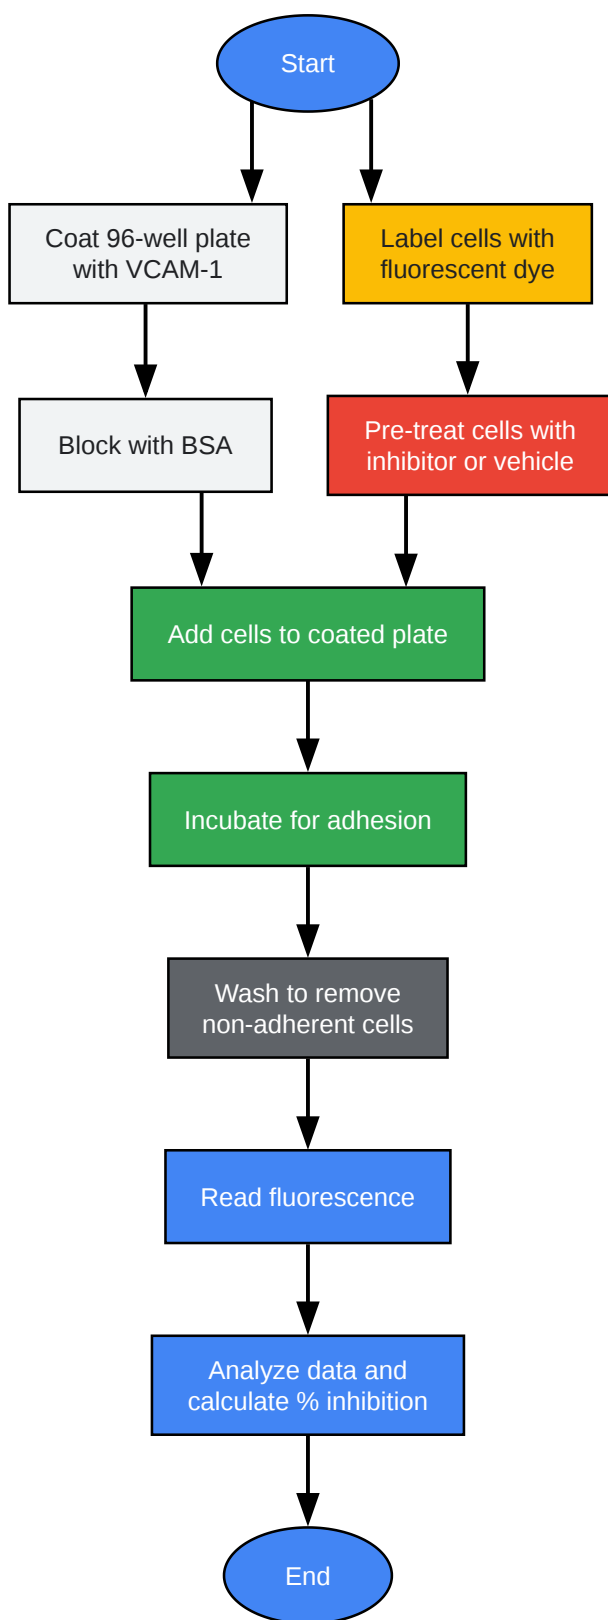 Start
Coat 96-well plate
with VCAM-1
Label cells with
fluorescent dye
Block with BSA
Pre-treat cells with
inhibitor or vehicle
Add cells to coated plate
Incubate for adhesion
Wash to remove
non-adherent cells
Read fluorescence
Analyze data and
calculate % inhibition
End